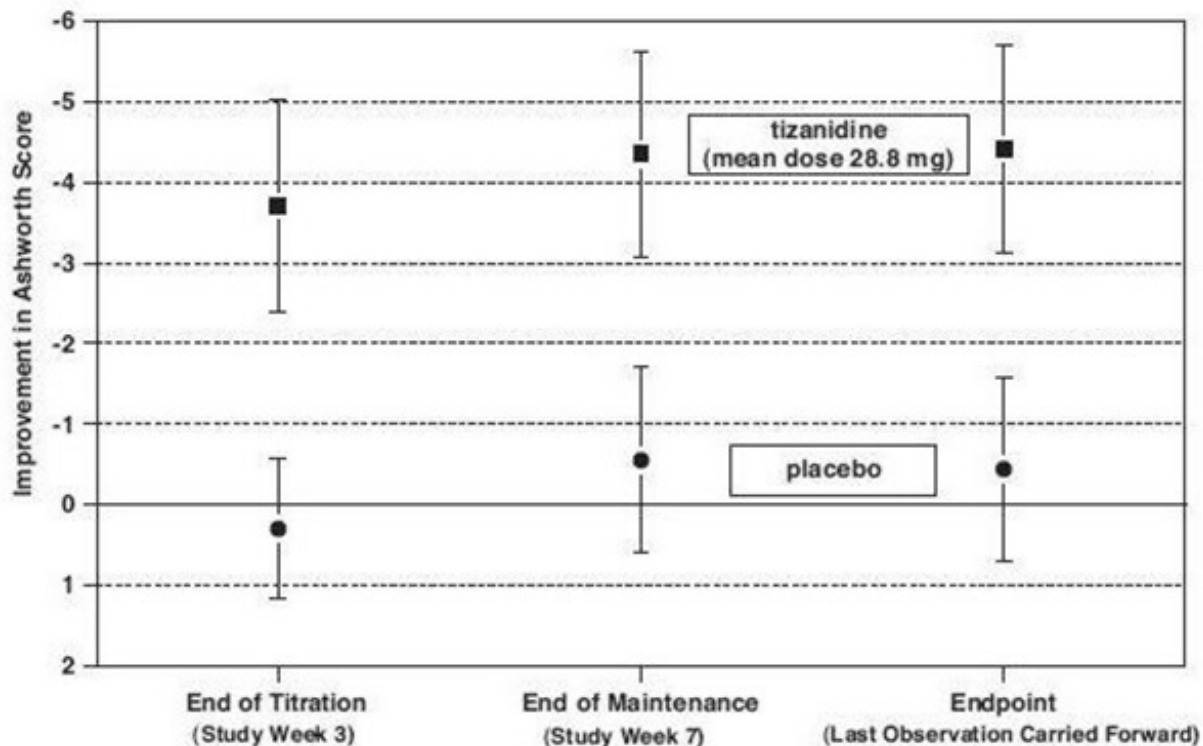 Improvement in Ashworth Score
-6
-5
-4
-3
-2
-1
0
1
2
tizanidine
(mean dose 28.8 mg)
placebo
End of Titration
(Study Week 3)
End of Maintenance
(Study Week 7)
Endpoint
(Last Observation Carried Forward)